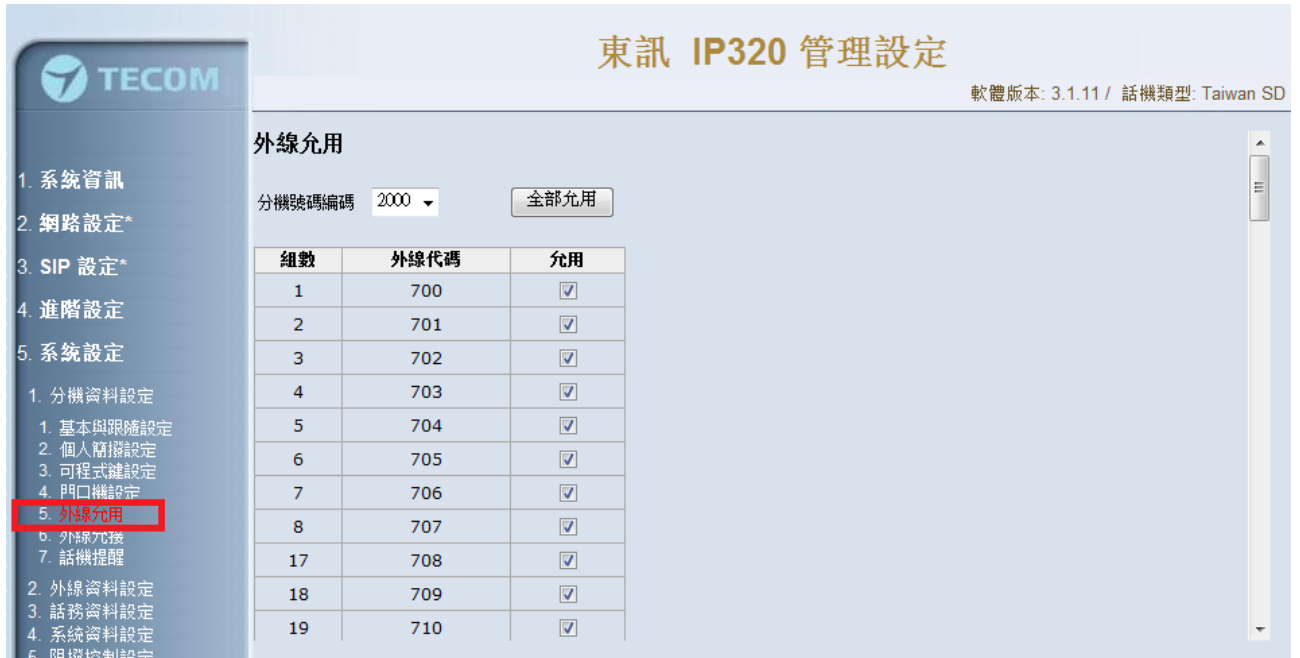 東訊 IP320 管理設定
TECOM
軟體版本: 3.1.11 / 話機類型: Taiwan SD
1. 系統資訊
2. 網路設定*
3. SIP 設定*
4. 進階設定
5. 系統設定
1. 分機資料設定
1. 基本與跟隨設定
2. 個人簡撥設定
3. 可程式鍵設定
4. 門口機設定
5. 外線允用
6. 外線允接
7. 話機提醒
2. 外線資料設定
3. 話務資料設定
4. 系統資料設定
5. 阻撥控制設定
外線允用
分機號碼編碼 2000 全部允用
組數 外線代碼 允用
1 700
2 701
3 702
4 703
5 704
6 705
7 706
8 707
17 708
18 709
19 710